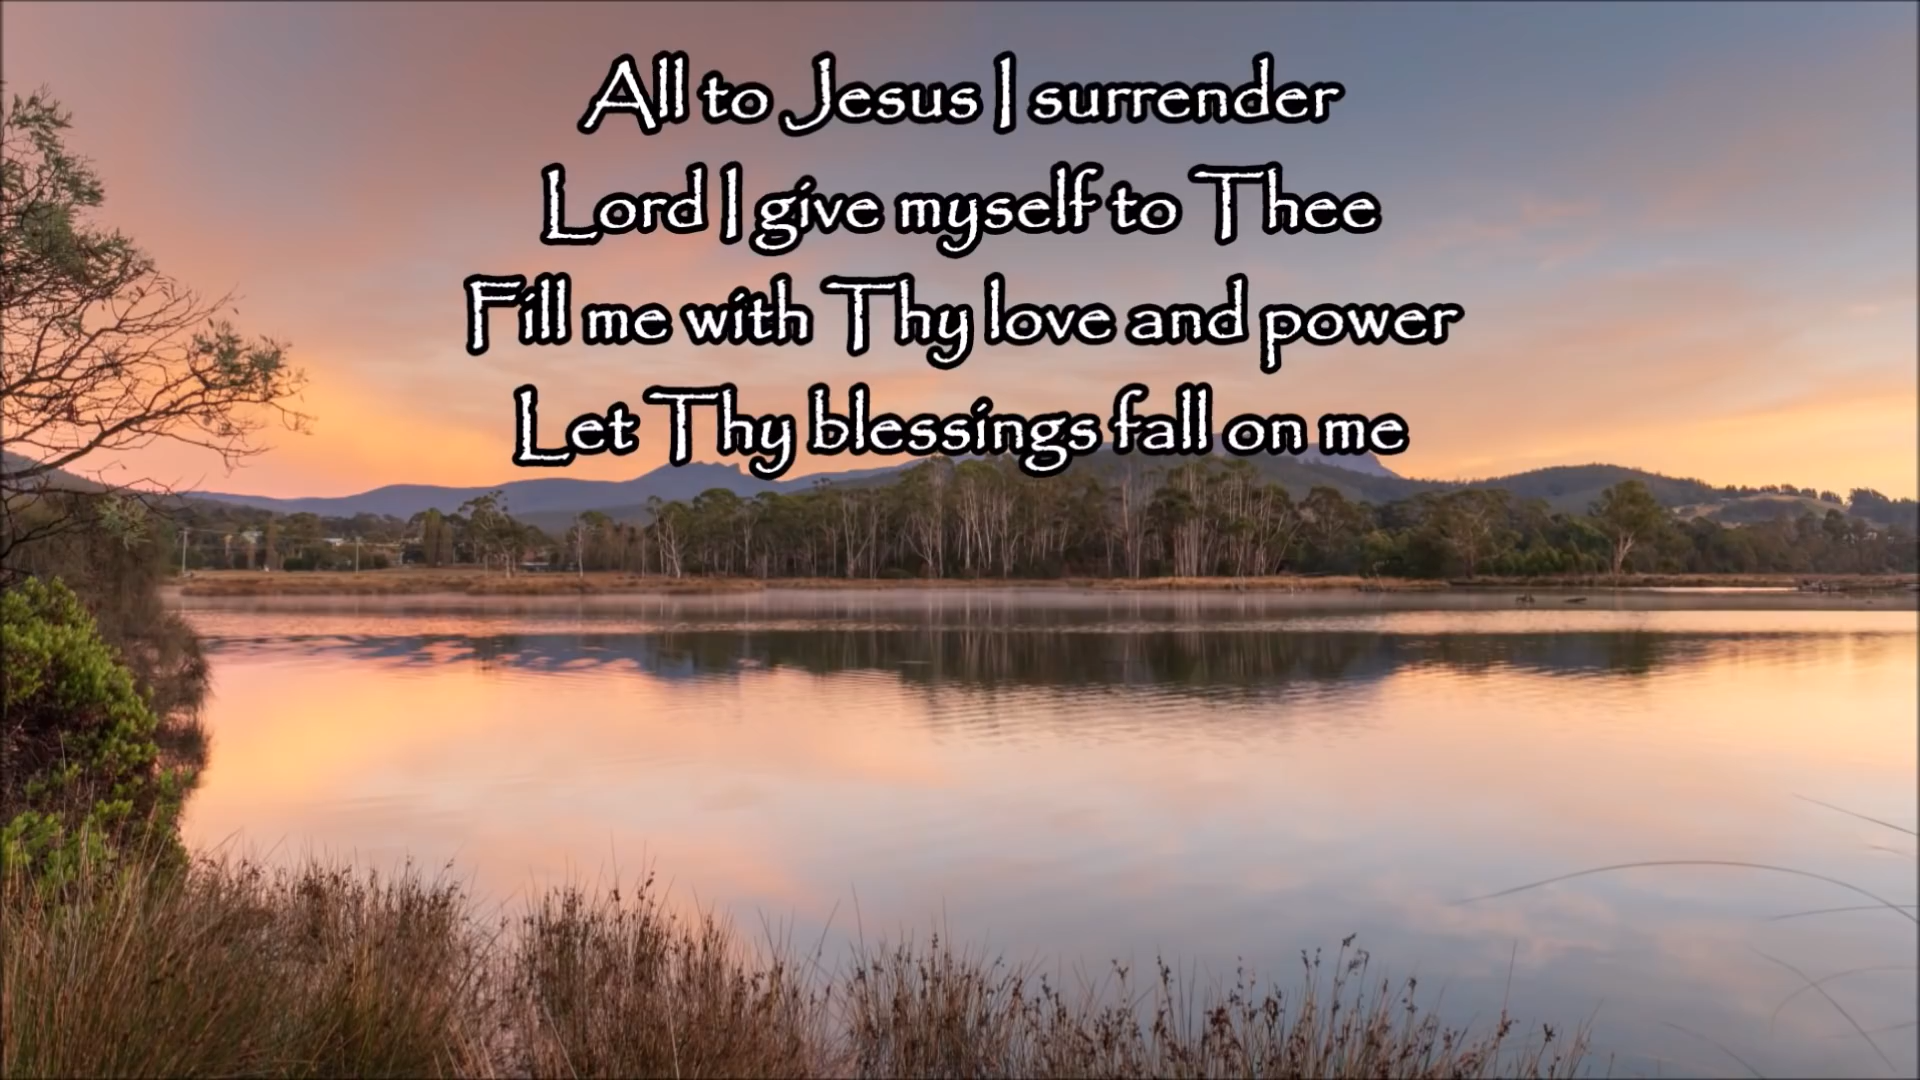 All to Jesus I surrender
Lord I give myself to Thee
Fill me with Thy love and power
Let Thy blessings fall on me